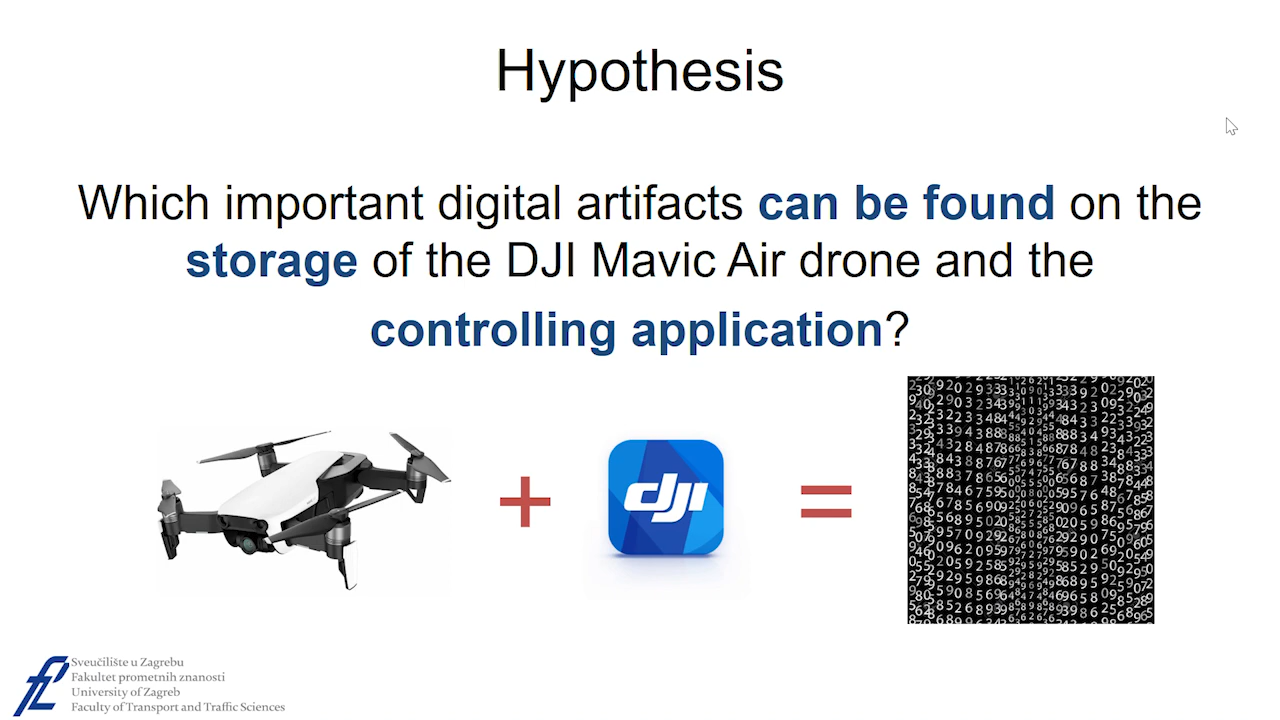 Hypothesis
Which important digital artifacts can be found on the
storage of the DJI Mavic Air drone and the
controlling application?
+
dji
=
Sveučilište u Zagrebu
Fakultet prometnih znanosti
University of Zagreb
Faculty of Transport and Traffic Sciences